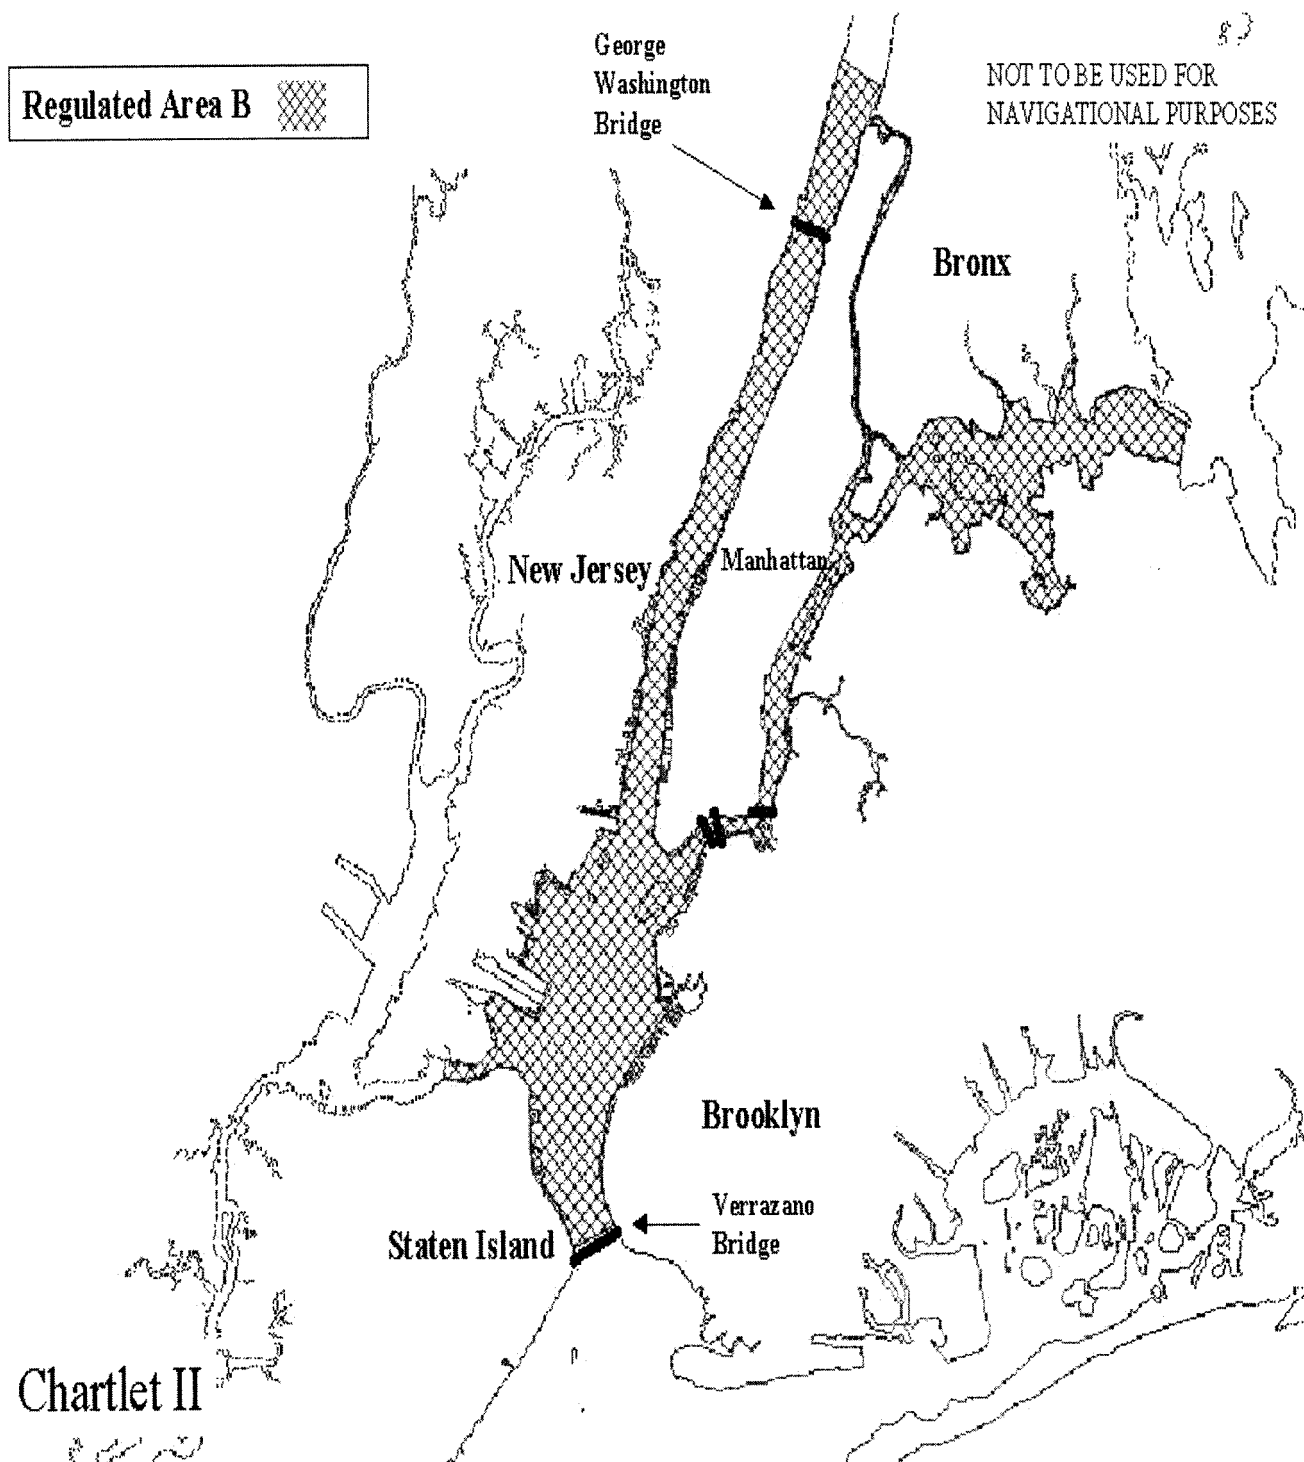 George
Washington
Bridge
NOT TO BE USED FOR
NAVIGATIONAL PURPOSES
Regulated Area B
Bronx
New Jersey
Manhattan
Brooklyn
Verrazano
Bridge
Staten Island
Chartlet II